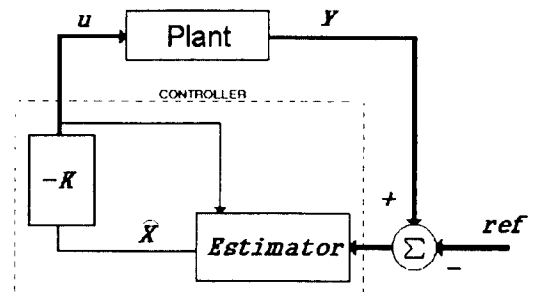 u
Plant
Y
CONTROLLER
-K
+
ref
X̂
Estimator
Σ
−